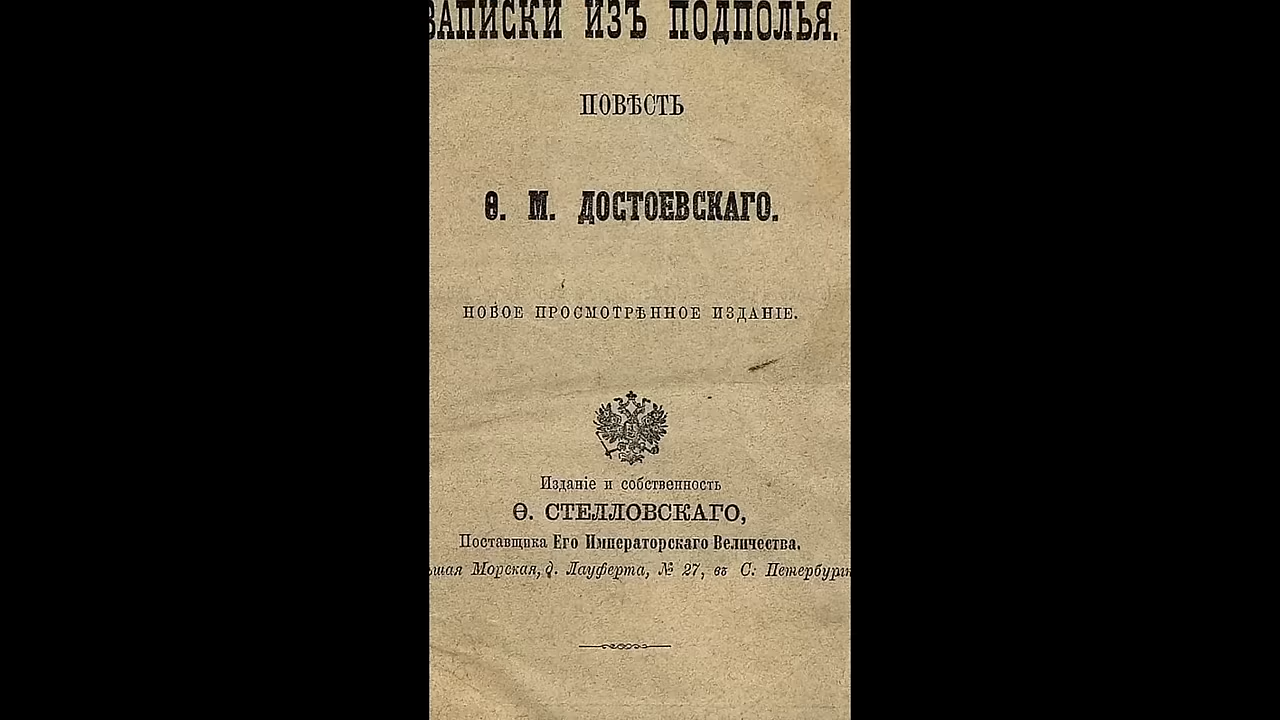 ЗАПИСКИ ИЗЪ ПОДПОЛЬЯ.
ПОВѢСТЬ
Ѳ. М. ДОСТОЕВСКАГО.
НОВОЕ ПРОСМОТРѢННОЕ ИЗДАНІЕ.
Изданіе и собственность
Ѳ. СТЕЛЛОВСКАГО,
Поставщика Его Императорскаго Величества.
Морская, д. Лауферта, № 27, въ С: Петербургѣ